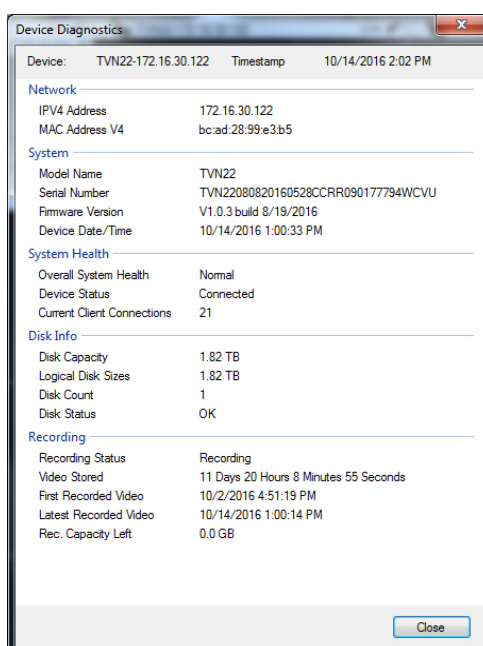 Device Diagnostics
Device: TVN22-172.16.30.122 Timestamp 10/14/2016 2:02 PM
Network
IPV4 Address 172.16.30.122
MAC Address V4 bc:ad:28:99:e3:b5
System
Model Name TVN22
Serial Number TVN22080820160528CCRR090177794WCVU
Firmware Version V1.0.3 build 8/19/2016
Device Date/Time 10/14/2016 1:00:33 PM
System Health
Overall System Health Normal
Device Status Connected
Current Client Connections 21
Disk Info
Disk Capacity 1.82 TB
Logical Disk Sizes 1.82 TB
Disk Count 1
Disk Status OK
Recording
Recording Status Recording
Video Stored 11 Days 20 Hours 8 Minutes 55 Seconds
First Recorded Video 10/2/2016 4:51:19 PM
Latest Recorded Video 10/14/2016 1:00:14 PM
Rec. Capacity Left 0.0 GB
Close